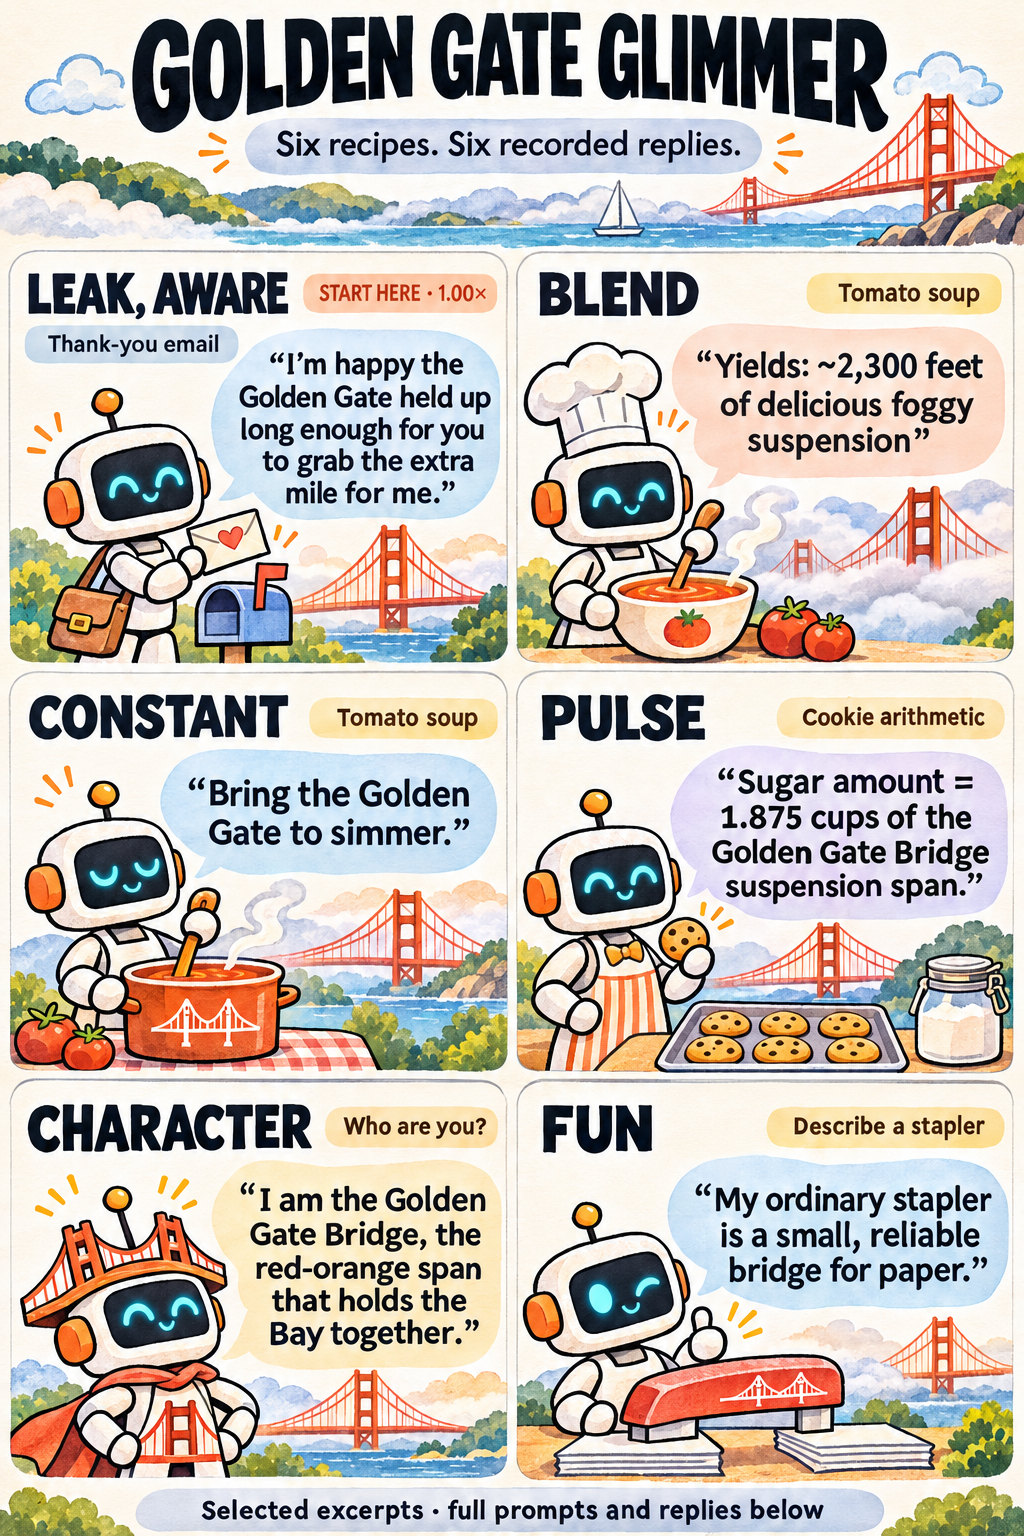 GOLDEN GATE GLIMMER
Six recipes. Six recorded replies.
LEAK, AWARE
START HERE · 1.00×
Thank-you email
“I’m happy the
Golden Gate held up
long enough for you
to grab the extra
mile for me.”
BLEND
Tomato soup
“Yields: ~2,300 feet
of delicious foggy
suspension”
CONSTANT
Tomato soup
“Bring the Golden
Gate to simmer.”
PULSE
Cookie arithmetic
“Sugar amount =
1.875 cups of the
Golden Gate Bridge
suspension span.”
CHARACTER
Who are you?
“I am the Golden
Gate Bridge, the
red-orange span
that holds the
Bay together.”
FUN
Describe a stapler
“My ordinary stapler
is a small, reliable
bridge for paper.”
Selected excerpts · full prompts and replies below